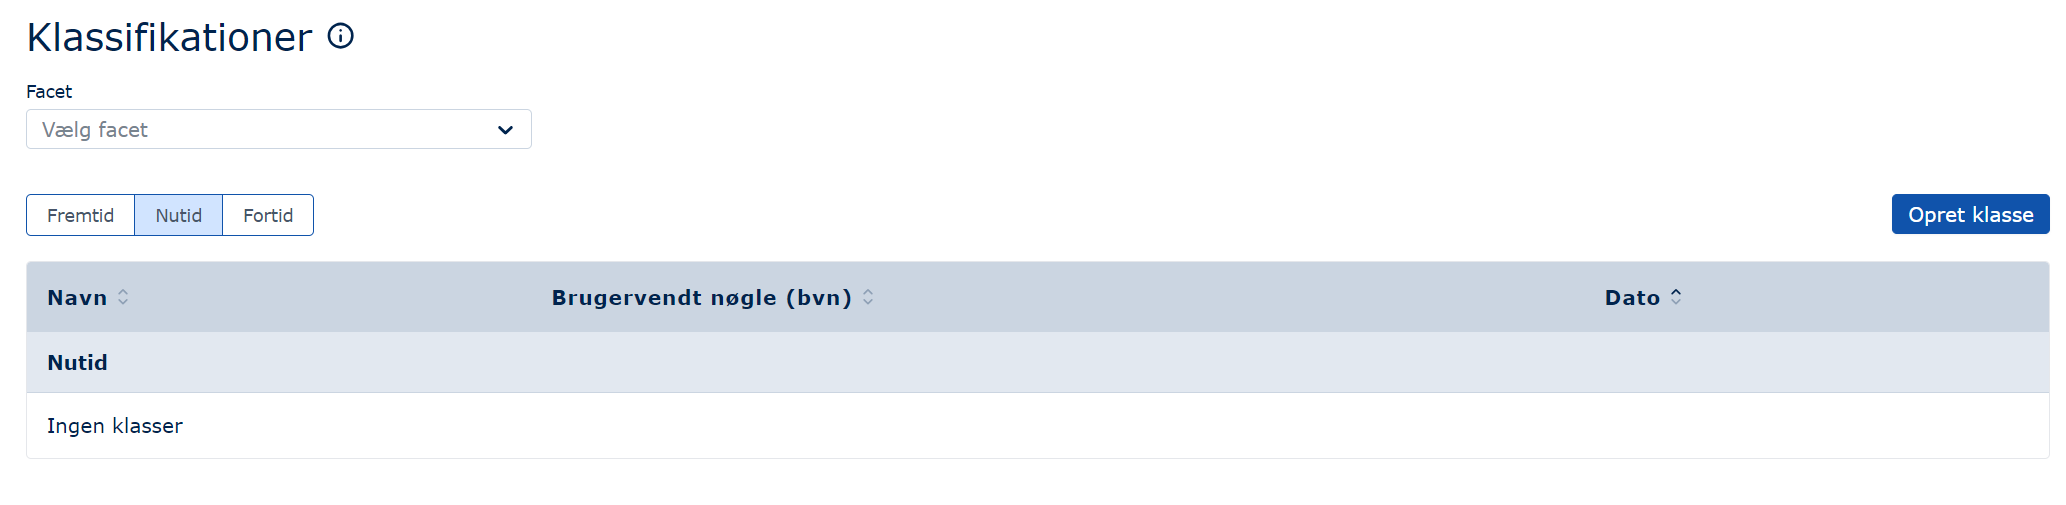 Klassifikationer
Facet
Vælg facet
Fremtid Nutid Fortid Opret klasse
Navn Brugervendt nøgle (bvn) Dato
Nutid
Ingen klasser